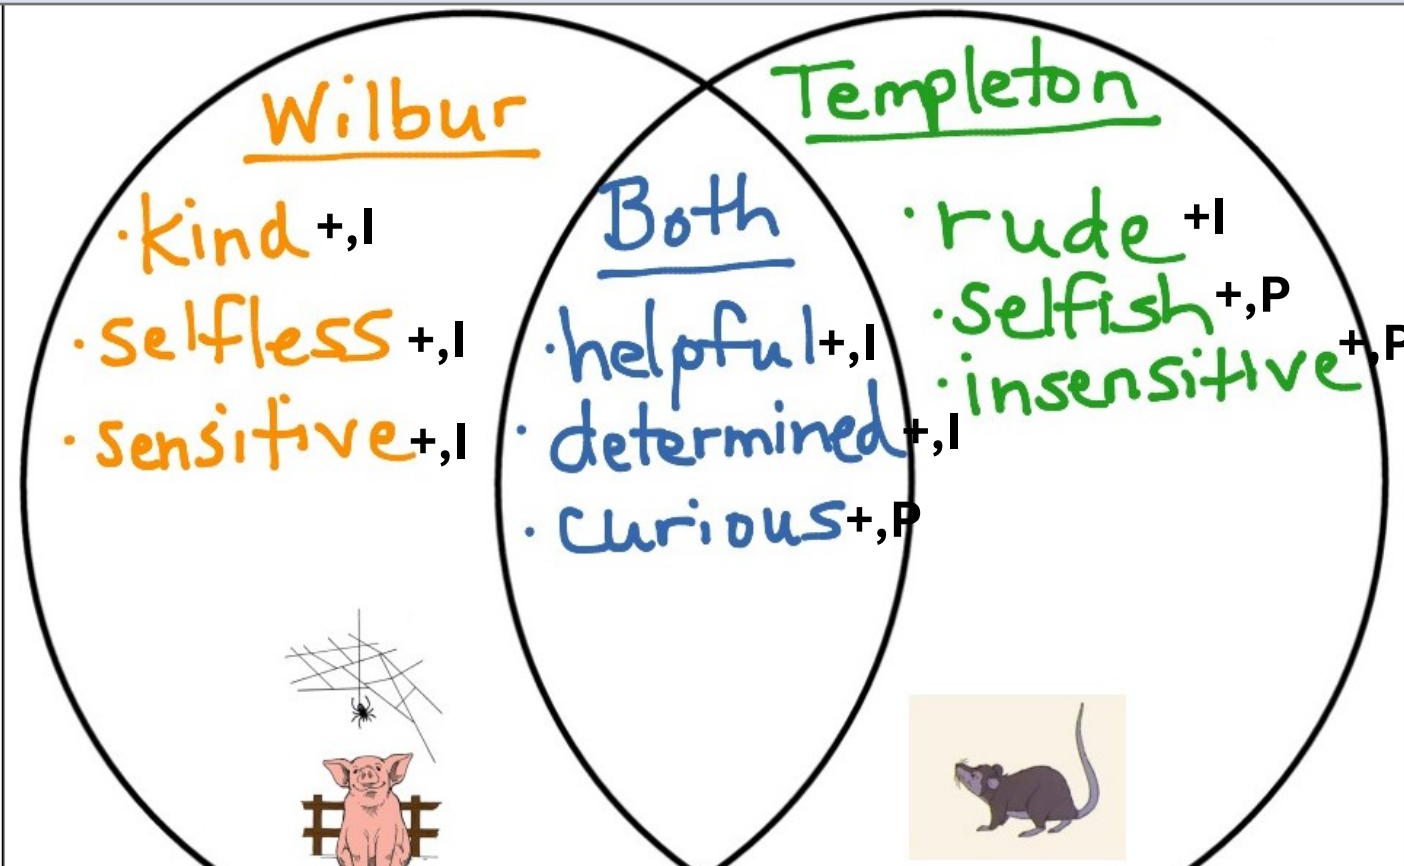 Wilbur
· kind +,I
· selfless +,I
· sensitive +,I
Both
· helpful +,I
· determined +,I
· curious +,P
Templeton
· rude +I
· selfish +,P
· insensitive +,P